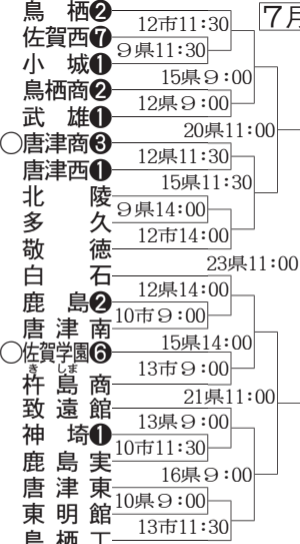 7月
鳥栖❷
佐賀西❼
小城❶
鳥栖商❷
武雄❶
○唐津商❸
唐津西❶
北陵
多久
敬徳
白石
鹿島❷
唐津南
○佐賀学園❻
きしま
杵島商
致遠館
神埼❶
鹿島実
唐津東
東明館
鳥栖工
12市11:30
9県11:30
15県9:00
12県9:00
20県11:00
12県11:30
15県11:30
9県14:00
12市14:00
23県11:00
12県14:00
10市9:00
15県14:00
13市9:00
21県11:00
13県9:00
10市11:30
16県9:00
10県9:00
13市11:30